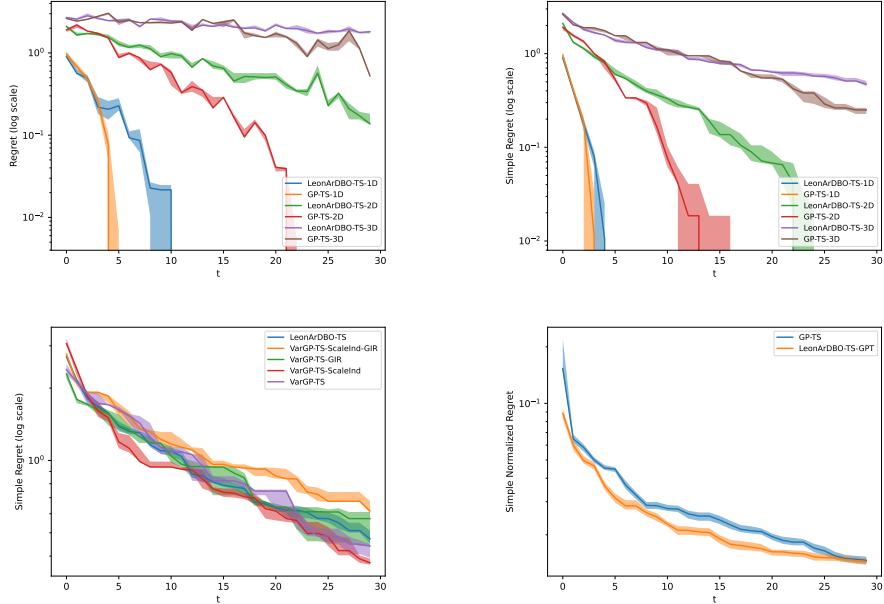 Regret (log scale)
10⁰
10⁻¹
10⁻²
0 5 10 15 20 25 30
t
LeonArDBO-TS-1D
GP-TS-1D
LeonArDBO-TS-2D
GP-TS-2D
LeonArDBO-TS-3D
GP-TS-3D
Simple Regret (log scale)
10⁰
10⁻¹
10⁻²
0 5 10 15 20 25 30
t
LeonArDBO-TS-1D
GP-TS-1D
LeonArDBO-TS-2D
GP-TS-2D
LeonArDBO-TS-3D
GP-TS-3D
Simple Regret (log scale)
10⁰
0 5 10 15 20 25 30
t
LeonArDBO-TS
VarGP-TS-ScaleInd-GIR
VarGP-TS-GIR
VarGP-TS-ScaleInd
VarGP-TS
Simple Normalized Regret
10⁻¹
0 5 10 15 20 25 30
t
GP-TS
LeonArDBO-TS-GPT